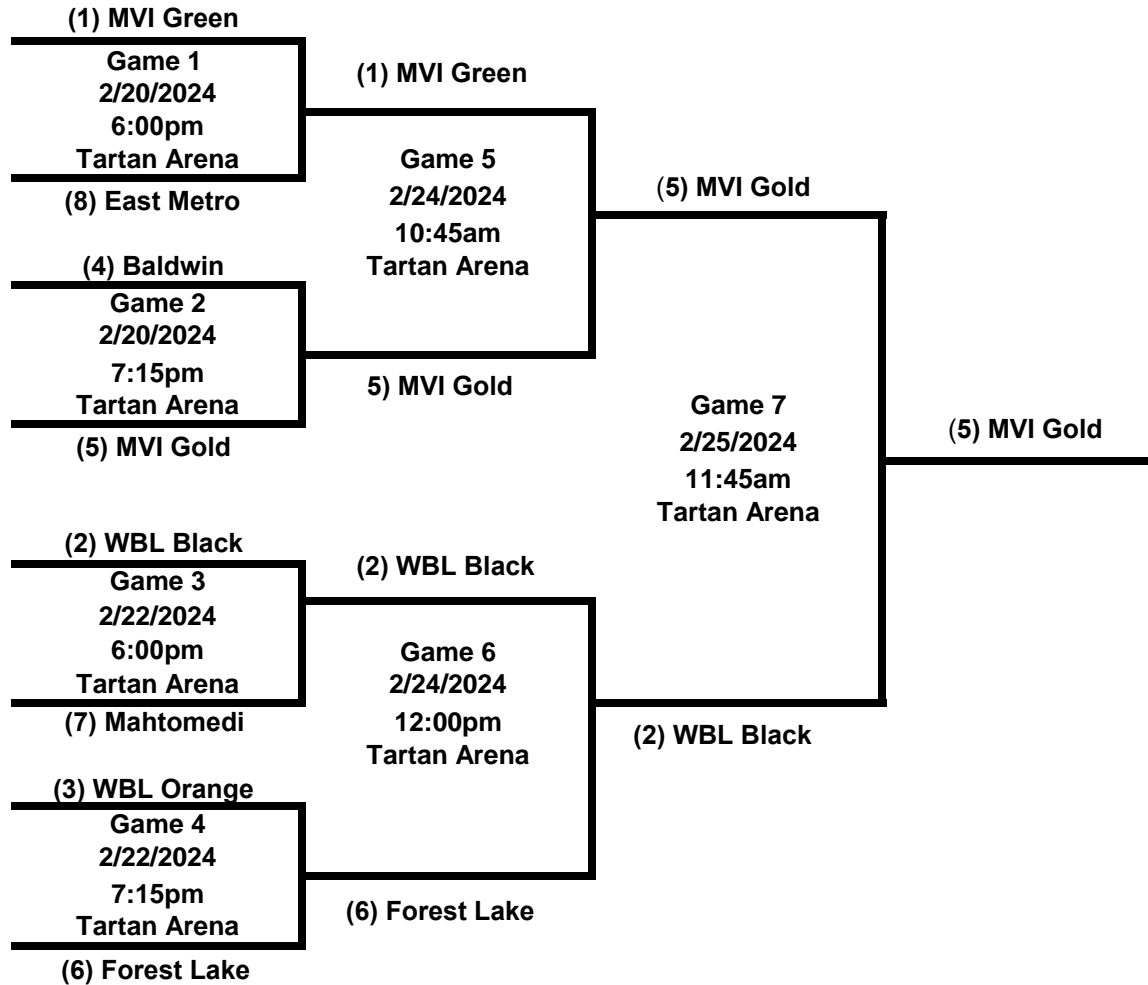 (1) MVI Green
Game 1
2/20/2024
6:00pm
Tartan Arena
(8) East Metro
(4) Baldwin
Game 2
2/20/2024
7:15pm
Tartan Arena
(5) MVI Gold
(2) WBL Black
Game 3
2/22/2024
6:00pm
Tartan Arena
(7) Mahtomedi
(3) WBL Orange
Game 4
2/22/2024
7:15pm
Tartan Arena
(6) Forest Lake
(1) MVI Green
Game 5
2/24/2024
10:45am
Tartan Arena
5) MVI Gold
(2) WBL Black
Game 6
2/24/2024
12:00pm
Tartan Arena
(6) Forest Lake
(5) MVI Gold
Game 7
2/25/2024
11:45am
Tartan Arena
(2) WBL Black
(5) MVI Gold